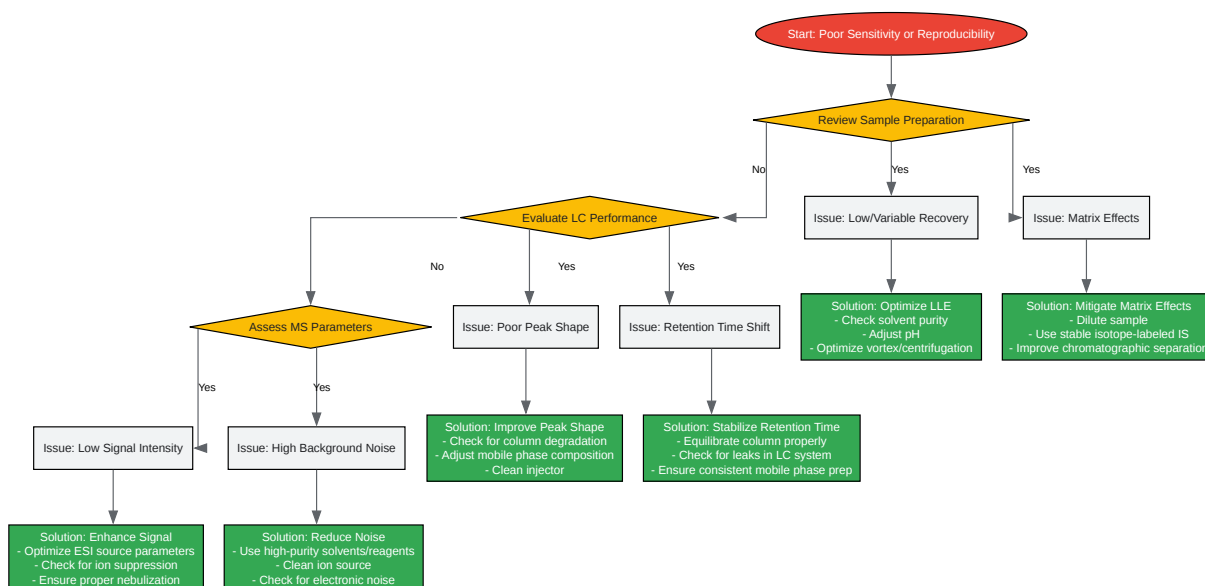 Start: Poor Sensitivity or Reproducibility
Review Sample Preparation
No
Yes
Yes
Evaluate LC Performance
Issue: Low/Variable Recovery
Issue: Matrix Effects
No
Yes
Yes
Solution: Optimize LLE
- Check solvent purity
- Adjust pH
- Optimize vortex/centrifugation
Solution: Mitigate Matrix Effects
- Dilute sample
- Use stable isotope-labeled IS
- Improve chromatographic separation
Assess MS Parameters
Issue: Poor Peak Shape
Issue: Retention Time Shift
Yes
Yes
Solution: Improve Peak Shape
- Check for column degradation
- Adjust mobile phase composition
- Clean injector
Solution: Stabilize Retention Time
- Equilibrate column properly
- Check for leaks in LC system
- Ensure consistent mobile phase prep
Issue: Low Signal Intensity
Issue: High Background Noise
Solution: Enhance Signal
- Optimize ESI source parameters
- Check for ion suppression
- Ensure proper nebulization
Solution: Reduce Noise
- Use high-purity solvents/reagents
- Clean ion source
- Check for electronic noise